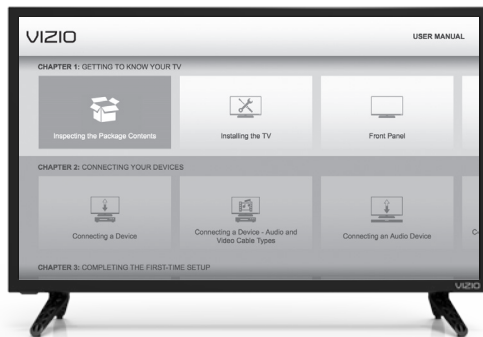 VIZIO
USER MANUAL
CHAPTER 1: GETTING TO KNOW YOUR TV
Inspecting the Package Contents
Installing the TV
Front Panel
CHAPTER 2: CONNECTING YOUR DEVICES
Connecting a Device
Connecting a Device - Audio and
Video Cable Types
Connecting an Audio Device
CHAPTER 3: COMPLETING THE FIRST-TIME SETUP
VIZIO